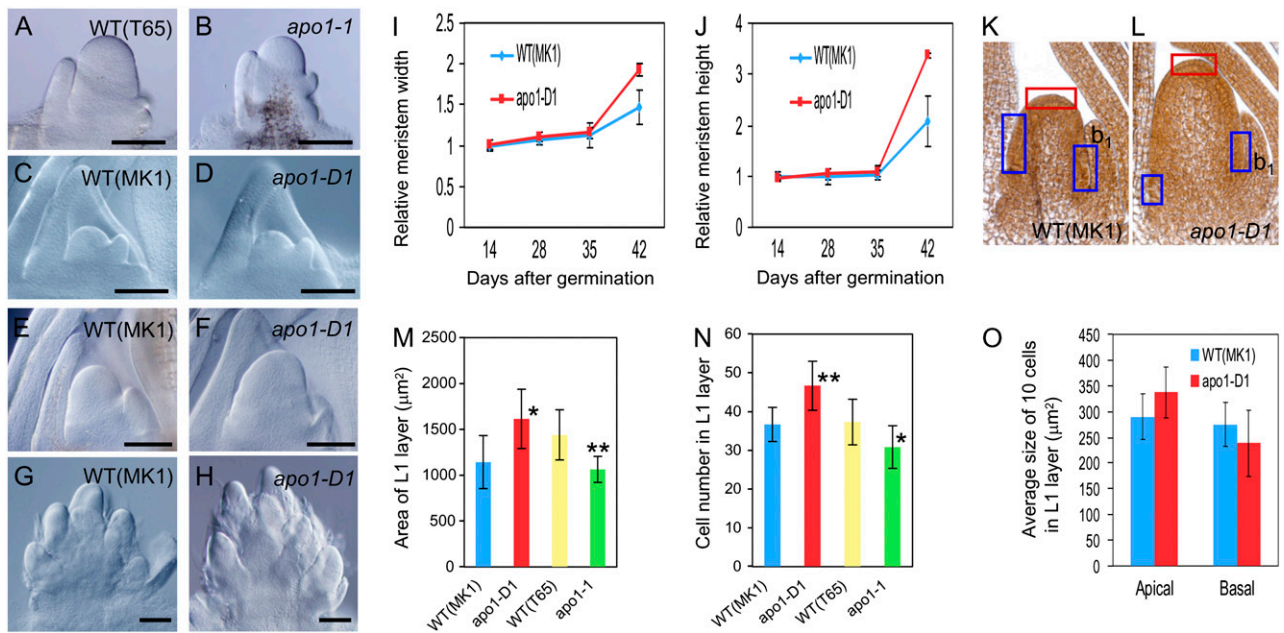 A WT(T65)
B apo1-1
C WT(MK1)
D apo1-D1
E WT(MK1)
F apo1-D1
G WT(MK1)
H apo1-D1
I
Relative meristem width
2.5
2
1.5
1
0.5
0
WT(MK1)
apo1-D1
14 28 35 42
Days after germination
J
Relative meristem height
4
3
2
1
0
WT(MK1)
apo1-D1
14 28 35 42
Days after germination
K
b1
WT(MK1)
L
b1
apo1-D1
M
Area of L1 layer (µm²)
2500
2000
1500
1000
500
0
*
**
WT(MK1)
apo1-D1
WT(T65)
apo1-1
N
Cell number in L1 layer
60
50
40
30
20
10
0
**
*
WT(MK1)
apo1-D1
WT(T65)
apo1-1
O
Average size of 10 cells
in L1 layer (µm²)
450
400
350
300
250
200
150
100
50
0
WT(MK1)
apo1-D1
Apical Basal